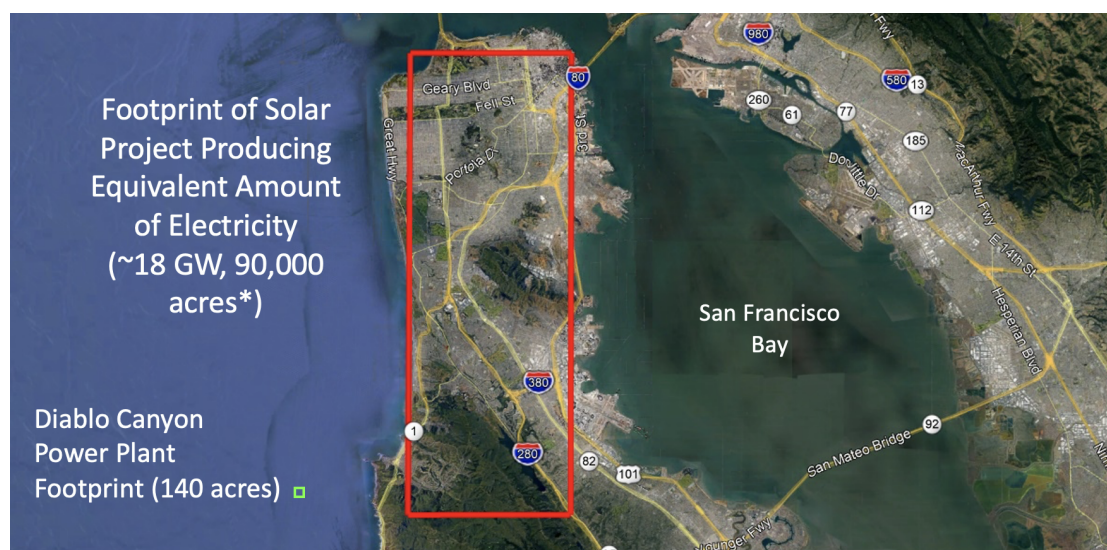 Footprint of Solar
Project Producing
Equivalent Amount
of Electricity
(~18 GW, 90,000
acres*)
Diablo Canyon
Power Plant
Footprint (140 acres)
Geary Blvd
Fell St
Great Hwy
Portola Dr
3rd St
80
1
380
280
82
101
San Francisco
Bay
980
580
13
260
61
77
185
112
92
Doolittle Dr
MacArthur Fwy
E 14th St
Hesperian Blvd
San Mateo Bridge